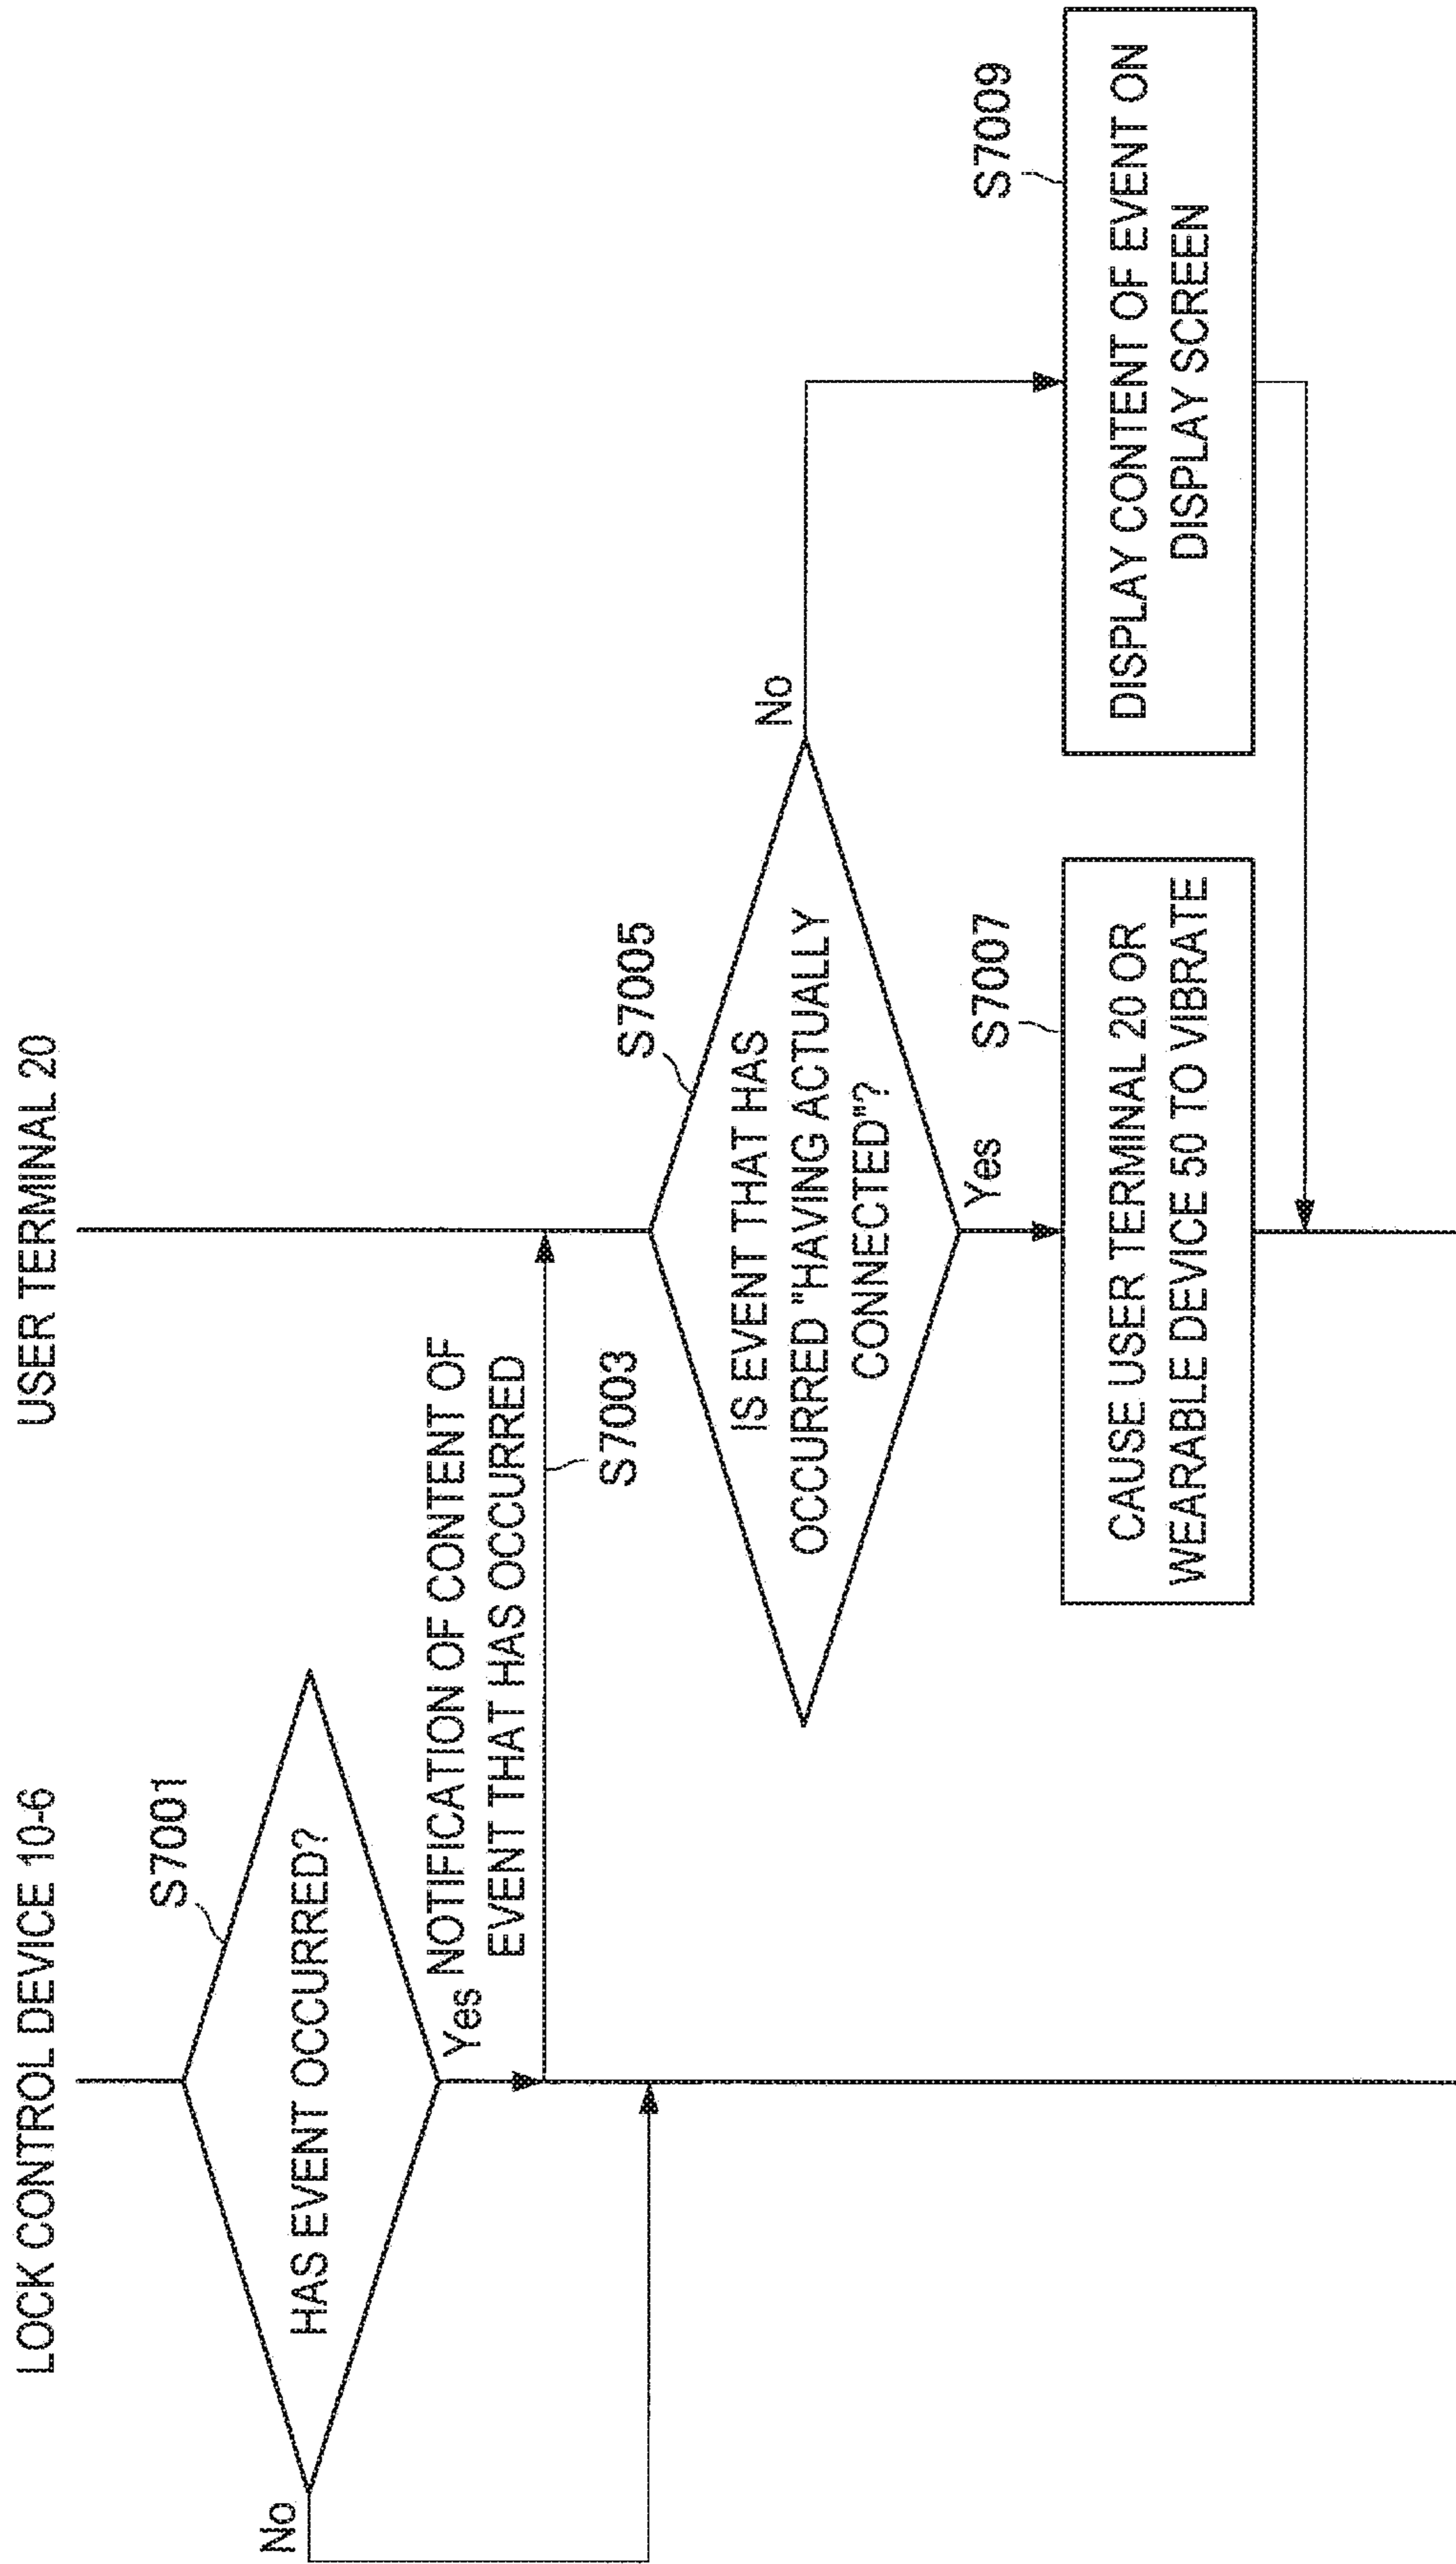 LOCK CONTROL DEVICE 10-6
USER TERMINAL 20
S7001
HAS EVENT OCCURRED?
No
Yes
NOTIFICATION OF CONTENT OF
EVENT THAT HAS OCCURRED
S7003
S7005
IS EVENT THAT HAS
OCCURRED "HAVING ACTUALLY
CONNECTED"?
No
Yes
S7007
CAUSE USER TERMINAL 20 OR
WEARABLE DEVICE 50 TO VIBRATE
S7009
DISPLAY CONTENT OF EVENT ON
DISPLAY SCREEN